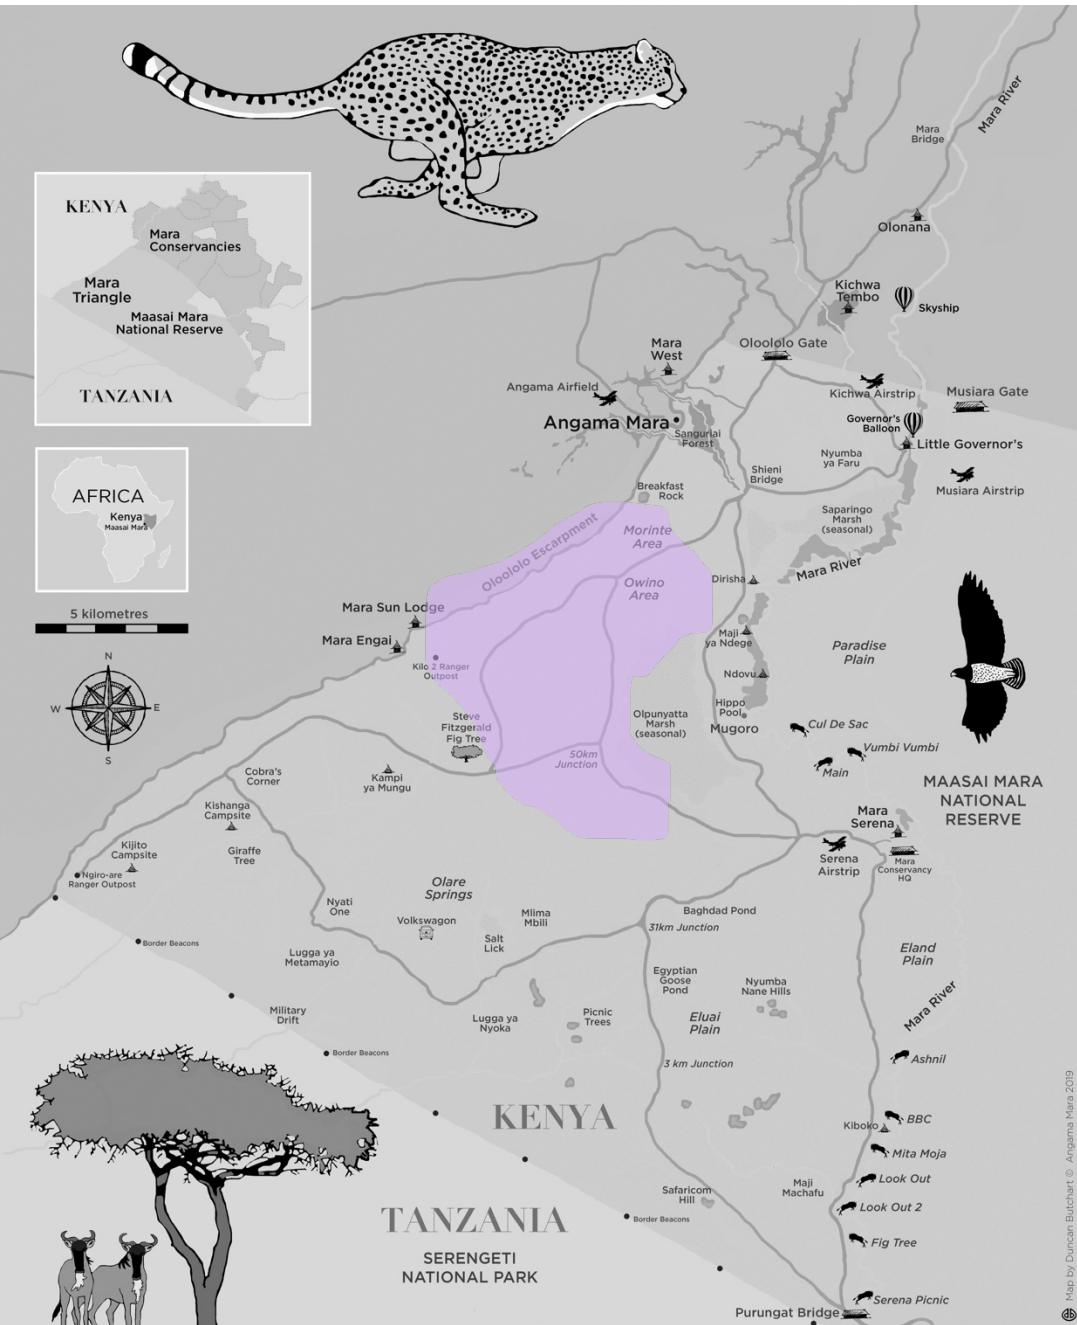 Mara River
Mara
Bridge
KENYA
Mara
Conservancies
Mara
Triangle
Maasai Mara
National Reserve
TANZANIA
Olonana
Kichwa
Tembo
Skyship
Mara
West
Oloololo Gate
Angama Airfield
Kichwa Airstrip
Musiara Gate
Angama Mara
Governor's
Balloon
Sangurai
Forest
Little Governor's
Nyumba
ya Faru
Shieni
Bridge
Musiara Airstrip
AFRICA
Kenya
Maasai Mara
Breakfast
Rock
Saparingo
Marsh
(seasonal)
Oloololo Escarpment
Morinte
Area
Mara River
Owino
Area
Dirisha
5 kilometres
Mara Sun Lodge
Mara Engai
Maji
ya Ndege
Paradise
Plain
N
W
E
S
Kilo 2 Ranger
Outpost
Ndovu
Hippo
Pool
Mugoro
Steve
Fitzgerald
Fig Tree
Olpunyatta
Marsh
(seasonal)
Cul De Sac
Vumbi Vumbi
Main
50km
Junction
Cobra's
Corner
Kampi
ya Mungu
MAASAI MARA
NATIONAL
RESERVE
Kishanga
Campsite
Mara
Serena
Kijito
Campsite
Giraffe
Tree
Serena
Airstrip
Mara
Conservancy
HQ
Ngiro-are
Ranger Outpost
Olare
Springs
Nyati
One
Volkswagon
Mlima
Mbili
Baghdad Pond
31km Junction
Border Beacons
Salt
Lick
Lugga ya
Metamayio
Eland
Plain
Egyptian
Goose
Pond
Nyumba
Nane Hills
Military
Drift
Lugga ya
Nyoka
Picnic
Trees
Eluai
Plain
Mara River
Border Beacons
3 km Junction
Ashnil
KENYA
BBC
Kiboko
Mita Moja
Look Out
Look Out 2
Safaricom
Hill
Maji
Machafu
TANZANIA
Border Beacons
Fig Tree
SERENGETI
NATIONAL PARK
Serena Picnic
Purungat Bridge
Map by Duncan Butchart © Angama Mara 2019